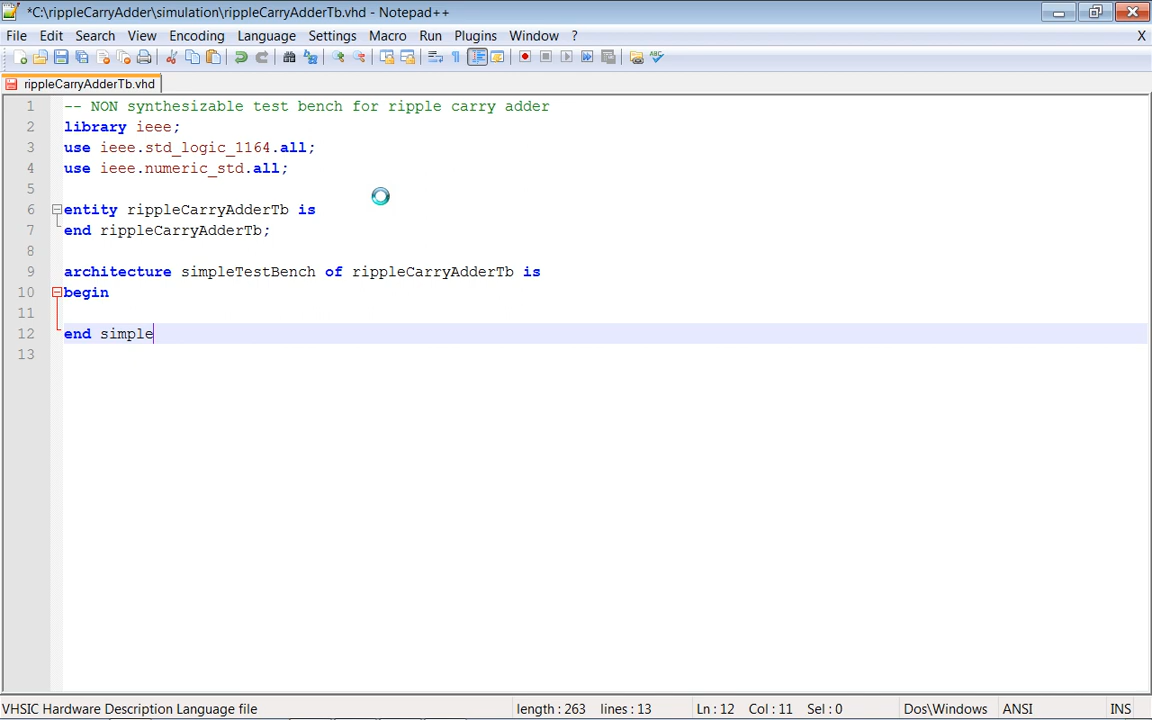 *C:\rippleCarryAdder\simulation\rippleCarryAdderTb.vhd - Notepad++
File Edit Search View Encoding Language Settings Macro Run Plugins Window ? X
rippleCarryAdderTb.vhd
1 -- NON synthesizable test bench for ripple carry adder
2 library ieee;
3 use ieee.std_logic_1164.all;
4 use ieee.numeric_std.all;
5
6 entity rippleCarryAdderTb is
7 end rippleCarryAdderTb;
8
9 architecture simpleTestBench of rippleCarryAdderTb is
10 begin
11
12 end simple
13
VHSIC Hardware Description Language file length : 263 lines : 13 Ln : 12 Col : 11 Sel : 0 Dos\Windows ANSI INS